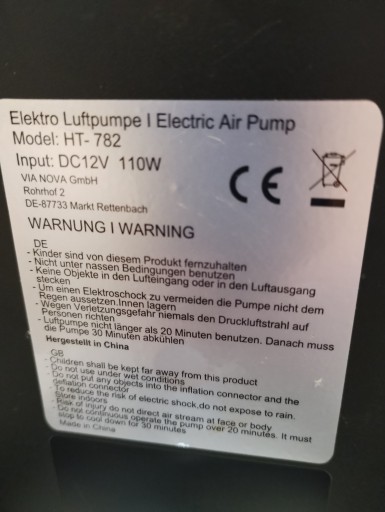 Elektro Luftpumpe I Electric Air Pump
Model: HT- 782
Input: DC12V 110W
VIA NOVA GmbH
Rohrhof 2
DE-87733 Markt Rettenbach
CE
WARNUNG I WARNING
DE
- Kinder sind von diesem Produkt fernzuhalten
- Nicht unter nassen Bedingungen benutzen
- Keine Objekte in den Lufteingang oder in den Luftausgang
stecken
- Um einen Elektroschock zu vermeiden die Pumpe nicht dem
Regen aussetzen.Innen lagern
- Wegen Verletzungsgefahr niemals den Druckluftstrahl auf
Personen richten
- Luftpumpe nicht länger als 20 Minuten benutzen. Danach muss
die Pumpe 30 Minuten abkühlen
Hergestellt in China
GB
- Children shall be kept far away from this product
- Do not use under wet conditions
- Do not put any objects into the inflation connector and the
deflation connector
- To reduce the risk of electric shock,do not expose to rain.
Store indoors
- Risk of injury do not direct air stream at face or body
- Do not continuous operate the pump over 20 minutes. It must
stop to cool down for 30 minutes
Made in China